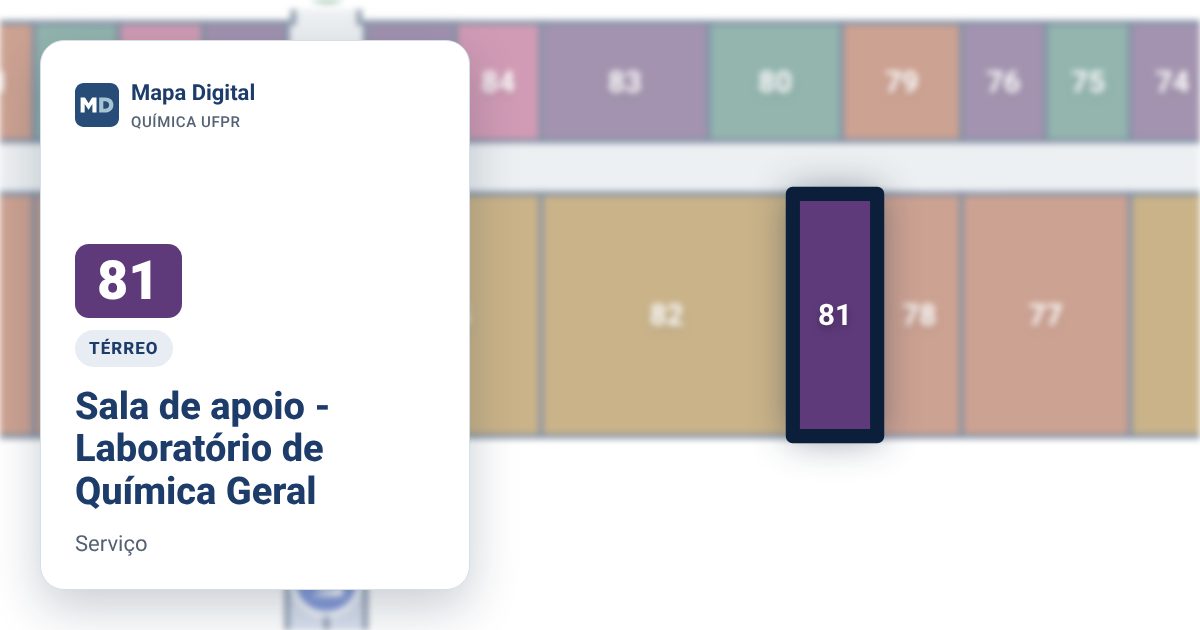 MD
Mapa Digital
QUÍMICA UFPR
81
TÉRREO
Sala de apoio -
Laboratório de
Química Geral
Serviço
84
83
80
79
76
75
74
82
81
78
77